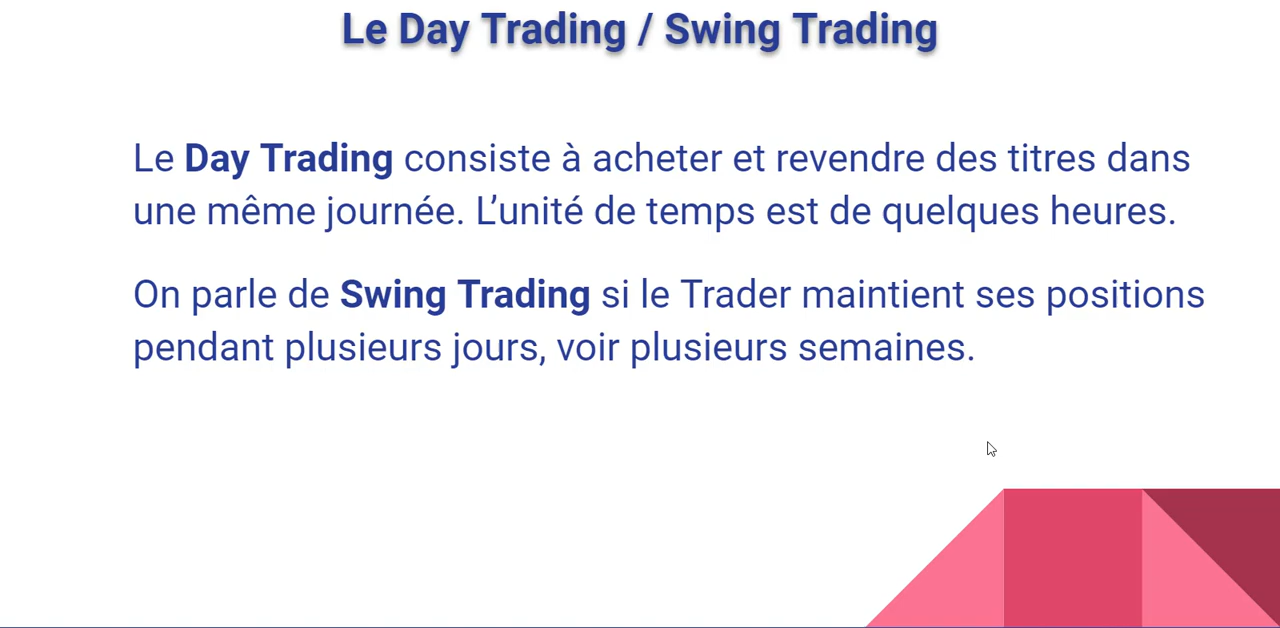 Le Day Trading / Swing Trading
Le Day Trading consiste à acheter et revendre des titres dans
une même journée. L’unité de temps est de quelques heures.
On parle de Swing Trading si le Trader maintient ses positions
pendant plusieurs jours, voir plusieurs semaines.